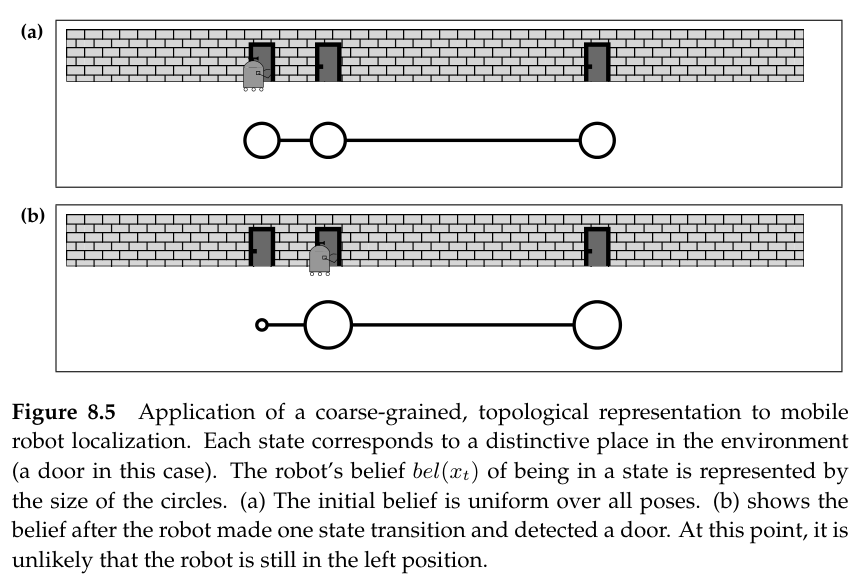 (a)
(b)
Figure 8.5 Application of a coarse-grained, topological representation to mobile
robot localization. Each state corresponds to a distinctive place in the environment
(a door in this case). The robot's belief bel(xₜ) of being in a state is represented by
the size of the circles. (a) The initial belief is uniform over all poses. (b) shows the
belief after the robot made one state transition and detected a door. At this point, it is
unlikely that the robot is still in the left position.